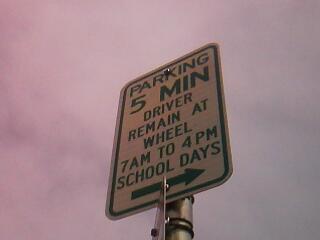 PARKING
5 MIN
DRIVER
REMAIN AT
WHEEL
7AM TO 4PM
SCHOOL DAYS